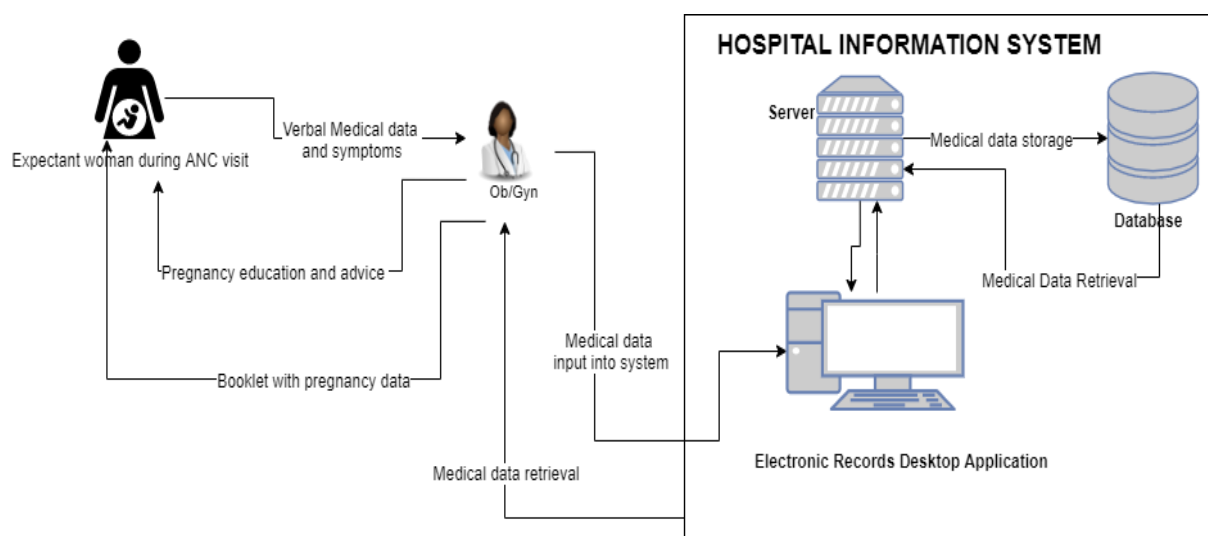 HOSPITAL INFORMATION SYSTEM
Server
Verbal Medical data
and symptoms
Medical data storage
Expectant woman during ANC visit
Ob/Gyn
Database
Pregnancy education and advice
Medical Data Retrieval
Medical data
input into system
Booklet with pregnancy data
Electronic Records Desktop Application
Medical data retrieval